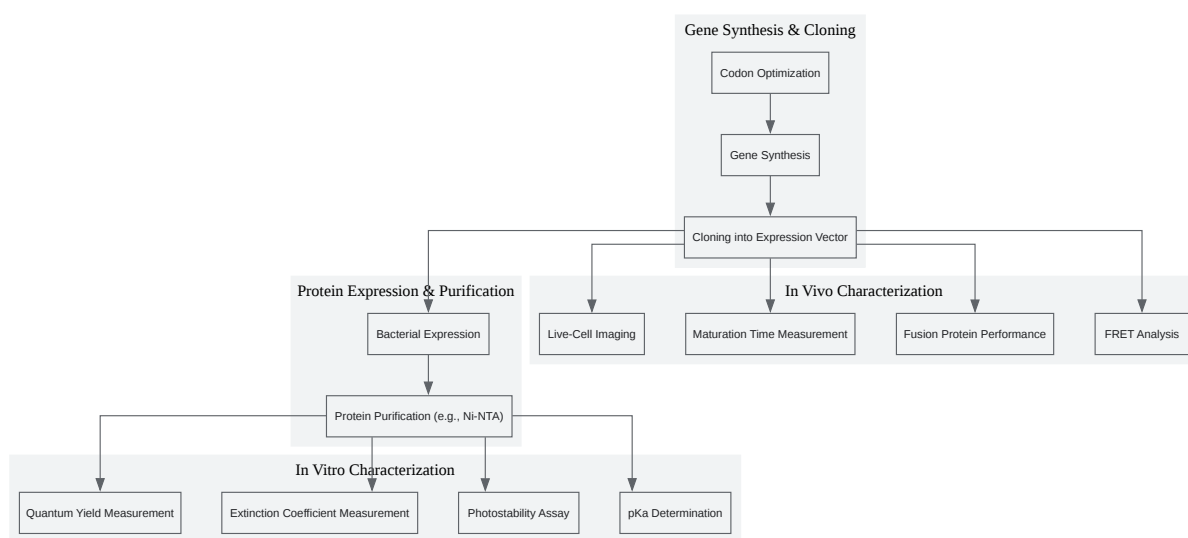 Gene Synthesis & Cloning
Codon Optimization
Gene Synthesis
Cloning into Expression Vector
Protein Expression & Purification
In Vivo Characterization
Bacterial Expression
Live-Cell Imaging
Maturation Time Measurement
Fusion Protein Performance
FRET Analysis
Protein Purification (e.g., Ni-NTA)
In Vitro Characterization
Quantum Yield Measurement
Extinction Coefficient Measurement
Photostability Assay
pKa Determination